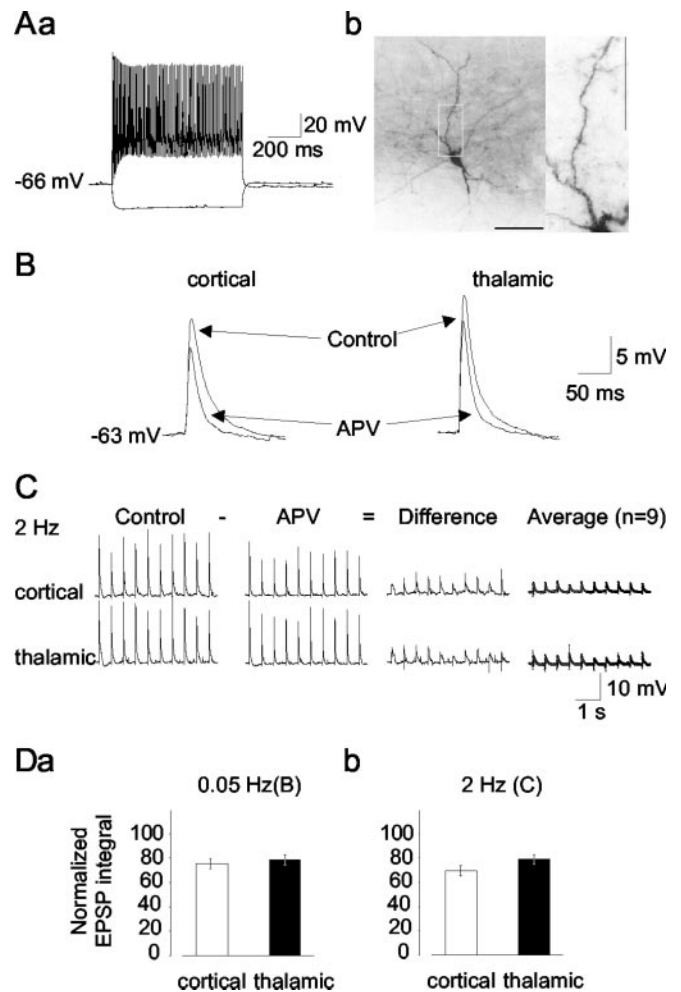 Aa
b
20 mV
200 ms
-66 mV
B
cortical
thalamic
Control
5 mV
50 ms
-63 mV
APV
C
Control - APV = Difference Average (n=9)
2 Hz
cortical
thalamic
10 mV
1 s
Da
b
0.05 Hz(B)
2 Hz (C)
Normalized
EPSP integral
100
80
60
40
20
0
100
80
60
40
20
0
cortical thalamic
cortical thalamic